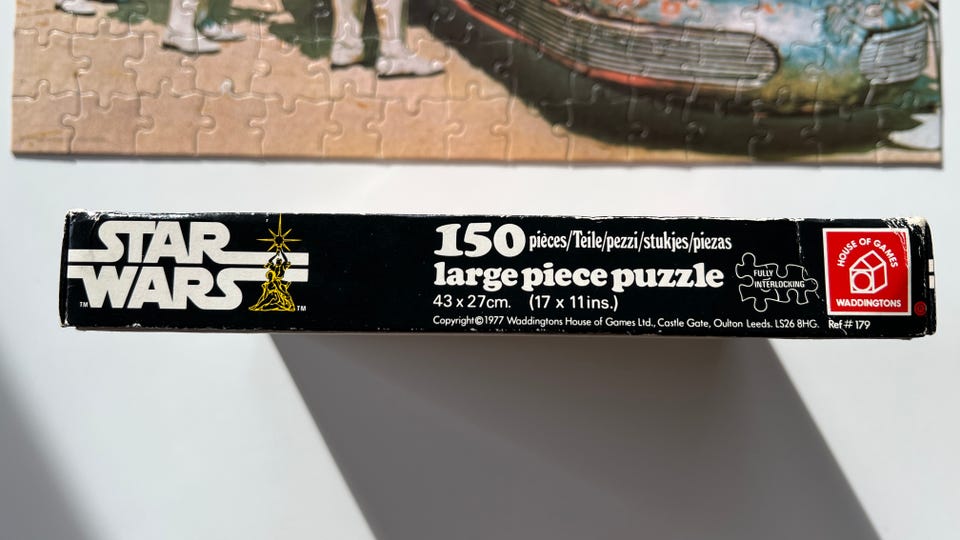 STAR
WARS
TM
TM
150 pièces/Teile/pezzi/stukjes/piezas
large piece puzzle
43 x 27cm. (17 x 11ins.)
Copyright©1977 Waddingtons House of Games Ltd., Castle Gate, Oulton Leeds. LS26 8HG. Ref # 179
FULLY
INTERLOCKING
HOUSE OF GAMES
WADDINGTONS
®